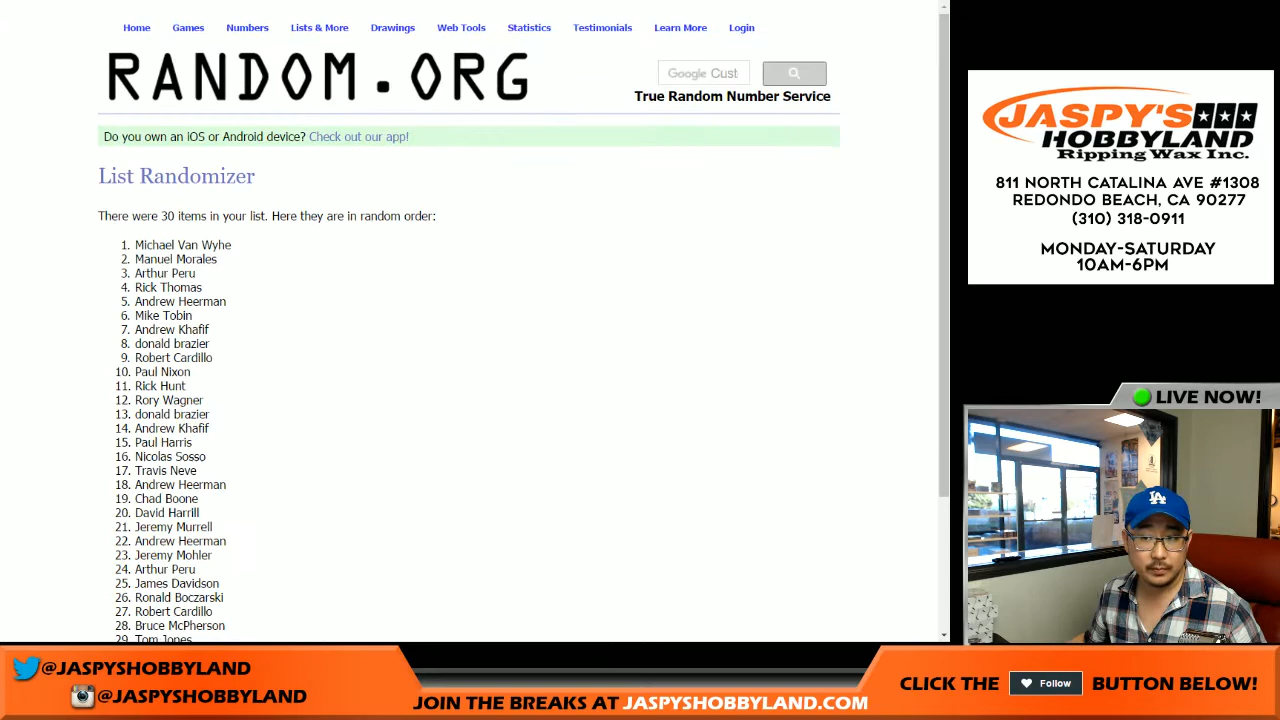 Home Games Numbers Lists & More Drawings Web Tools Statistics Testimonials Learn More Login
RANDOM.ORG
Google Cust
True Random Number Service
Do you own an iOS or Android device? Check out our app!
List Randomizer
There were 30 items in your list. Here they are in random order:
1. Michael Van Wyhe
2. Manuel Morales
3. Arthur Peru
4. Rick Thomas
5. Andrew Heerman
6. Mike Tobin
7. Andrew Khafif
8. donald brazier
9. Robert Cardillo
10. Paul Nixon
11. Rick Hunt
12. Rory Wagner
13. donald brazier
14. Andrew Khafif
15. Paul Harris
16. Nicolas Sosso
17. Travis Neve
18. Andrew Heerman
19. Chad Boone
20. David Harrill
21. Jeremy Murrell
22. Andrew Heerman
23. Jeremy Mohler
24. Arthur Peru
25. James Davidson
26. Ronald Boczarski
27. Robert Cardillo
28. Bruce McPherson
29. Tom Jones
JASPY'S
HOBBYLAND
Ripping Wax Inc.
811 NORTH CATALINA AVE #1308
REDONDO BEACH, CA 90277
(310) 318-0911
MONDAY-SATURDAY
10AM-6PM
LIVE NOW!
LA
@JASPYSHOBBYLAND
@JASPYSHOBBYLAND
JOIN THE BREAKS AT JASPYSHOBBYLAND.COM
CLICK THE Follow BUTTON BELOW!